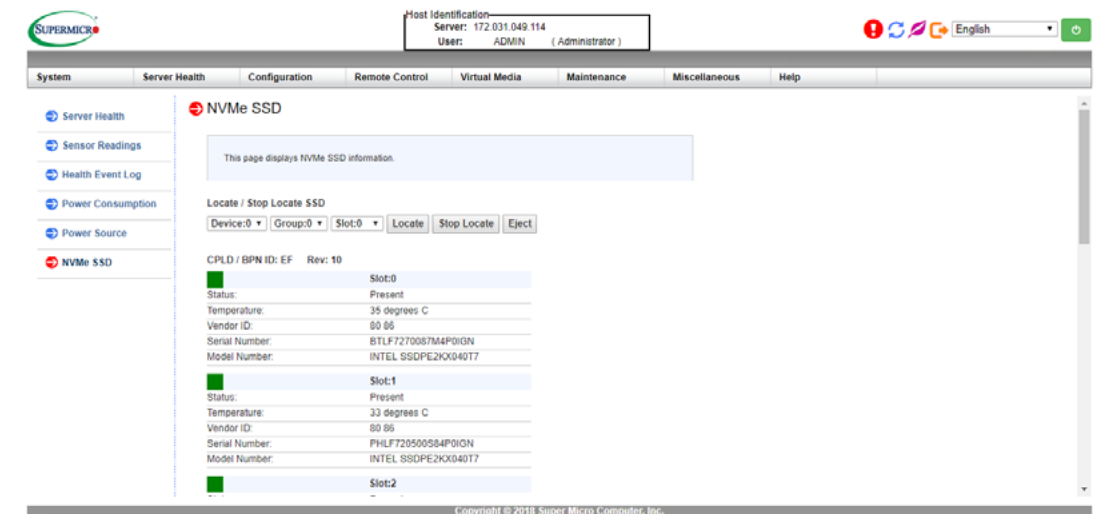 SUPERMICRO
Host Identification
Server: 172.031.049.114
User: ADMIN ( Administrator )
English
System Server Health Configuration Remote Control Virtual Media Maintenance Miscellaneous Help
Server Health
Sensor Readings
Health Event Log
Power Consumption
Power Source
NVMe SSD
NVMe SSD
This page displays NVMe SSD information.
Locate / Stop Locate SSD
Device:0 Group:0 Slot:0 Locate Stop Locate Eject
CPLD / BPN ID: EF Rev: 10
Slot:0
Status: Present
Temperature: 35 degrees C
Vendor ID: 80 86
Serial Number: BTLF7270087M4P0IGN
Model Number: INTEL SSDPE2KX040T7
Slot:1
Status: Present
Temperature: 33 degrees C
Vendor ID: 80 86
Serial Number: PHLF720500S84P0IGN
Model Number: INTEL SSDPE2KX040T7
Slot:2
Copyright © 2018 Super Micro Computer, Inc.